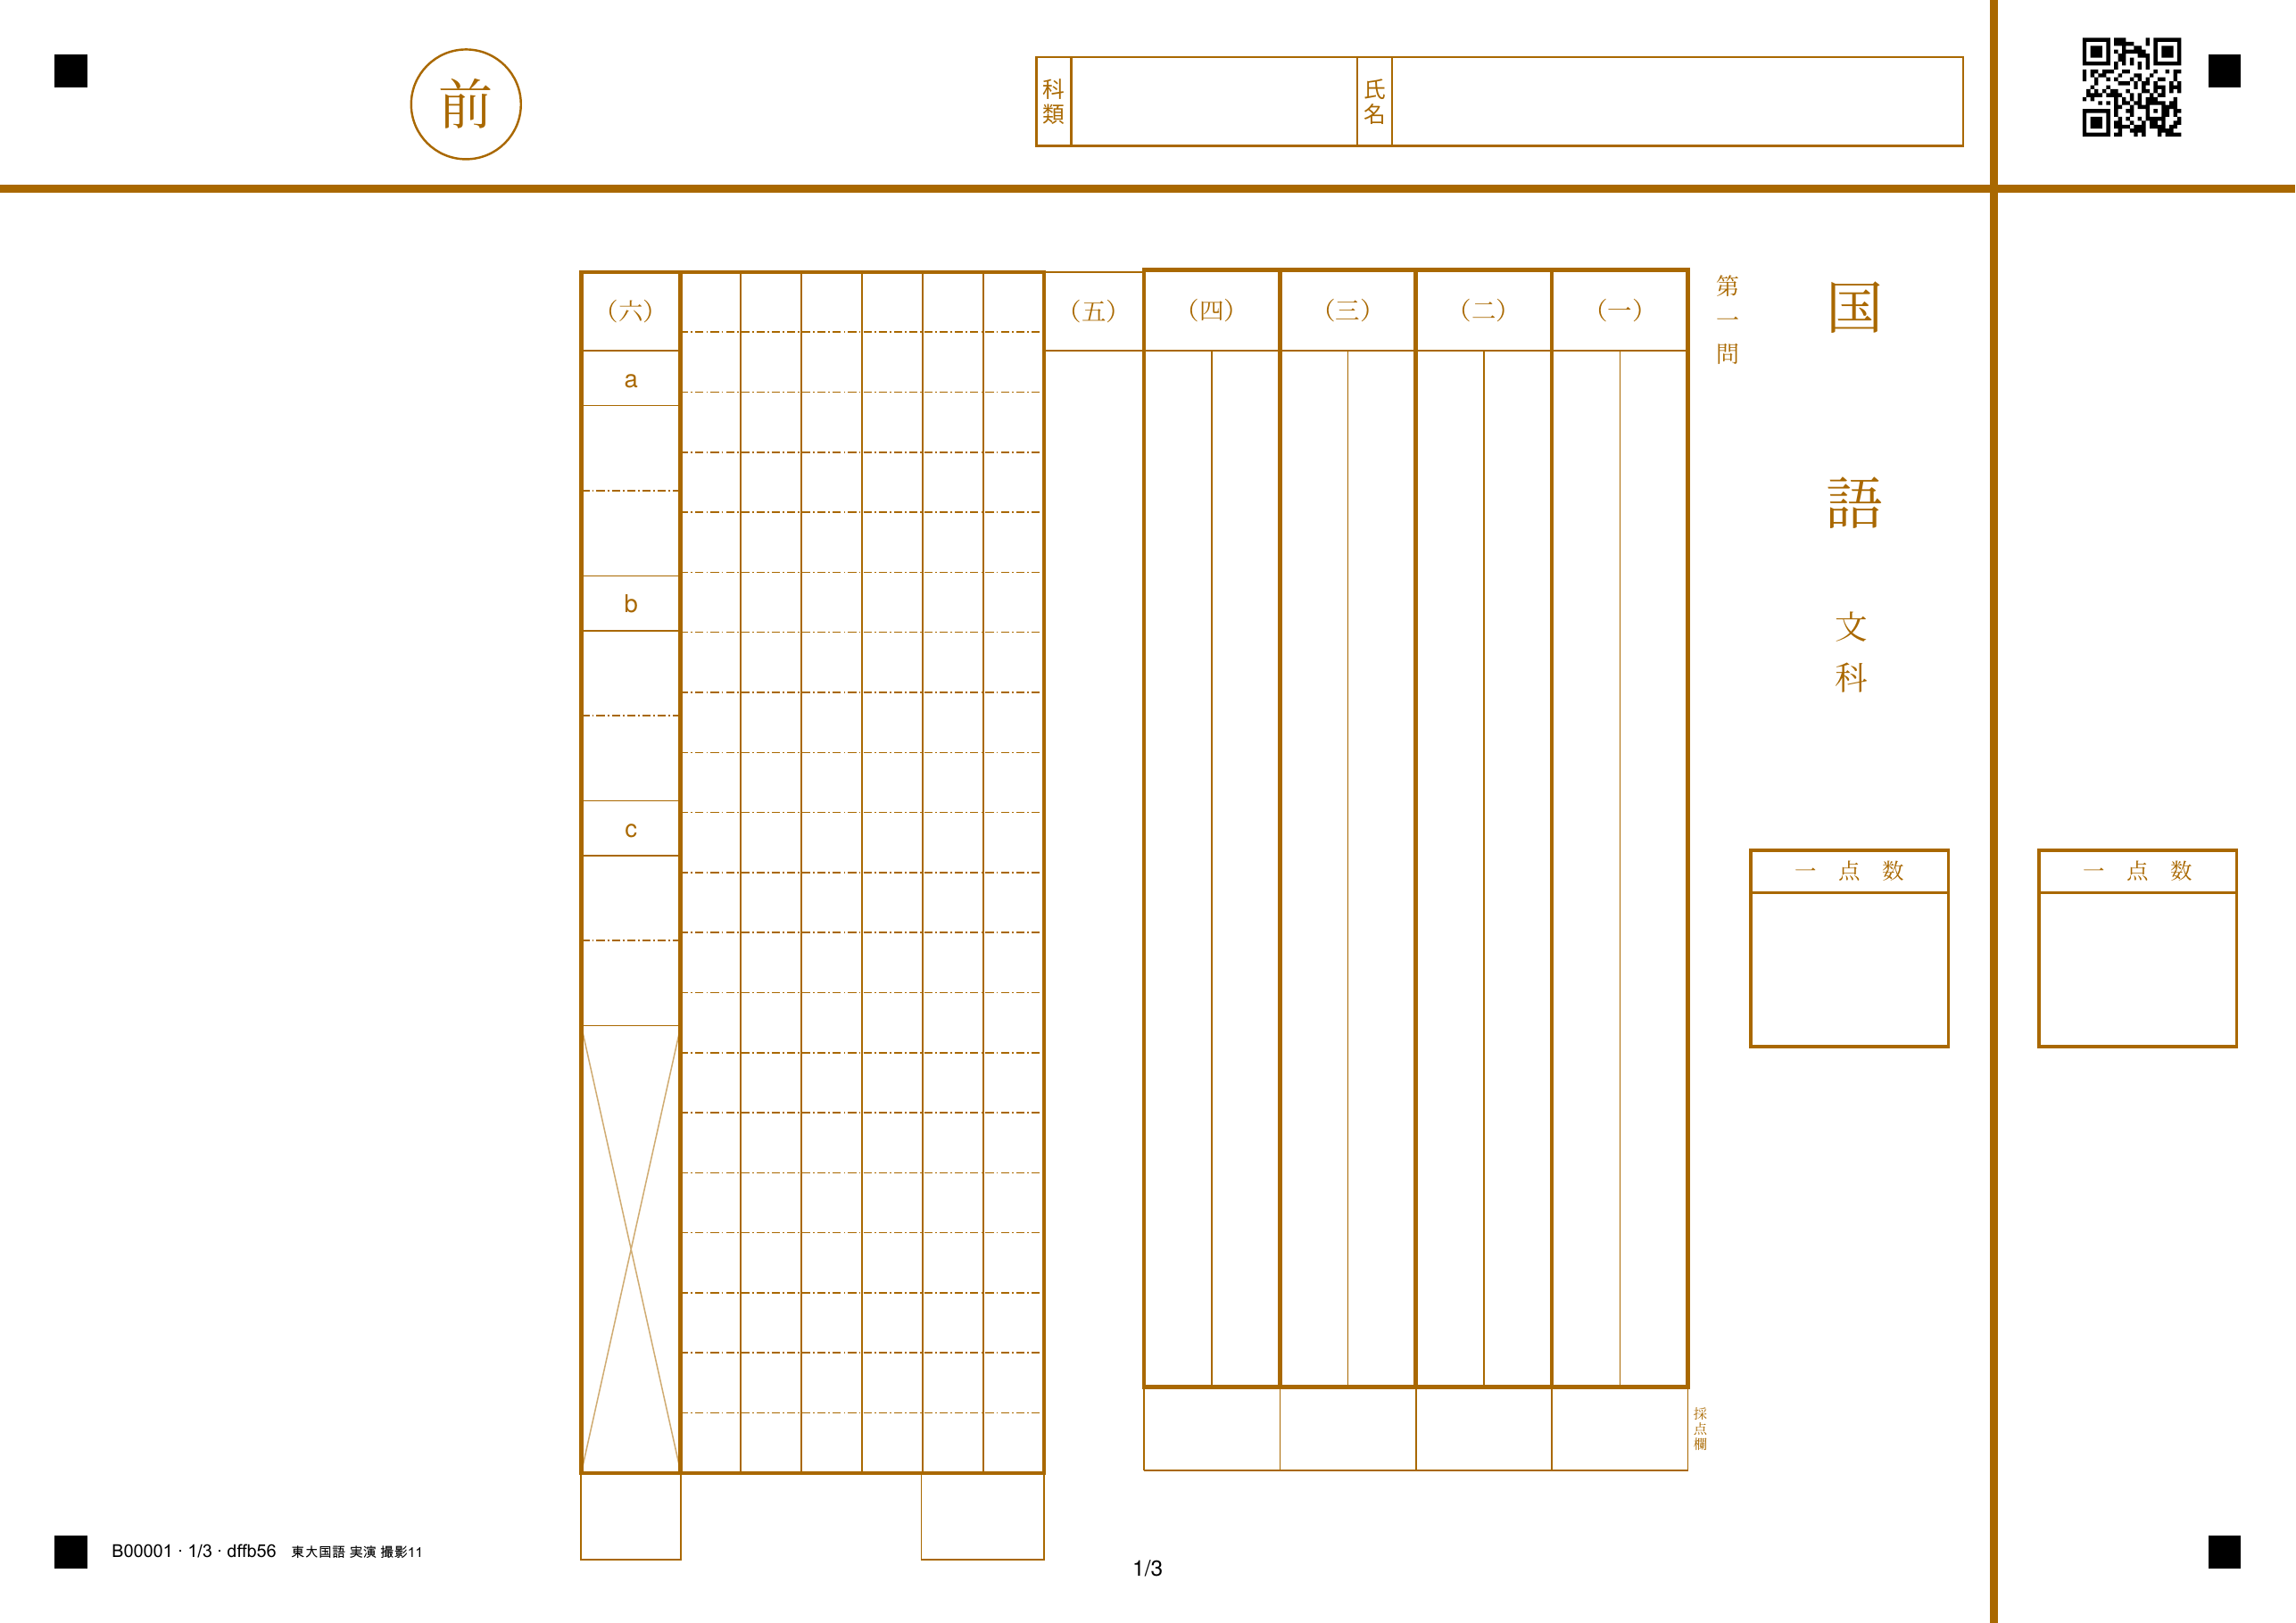 前
科類
氏名
国語 文科
第一問
(一)
(二)
(三)
(四)
(五)
(六)
a
b
c
採点欄
一点数
一点数
B00001 · 1/3 · dffb56 東大国語 実演 撮影11
1/3